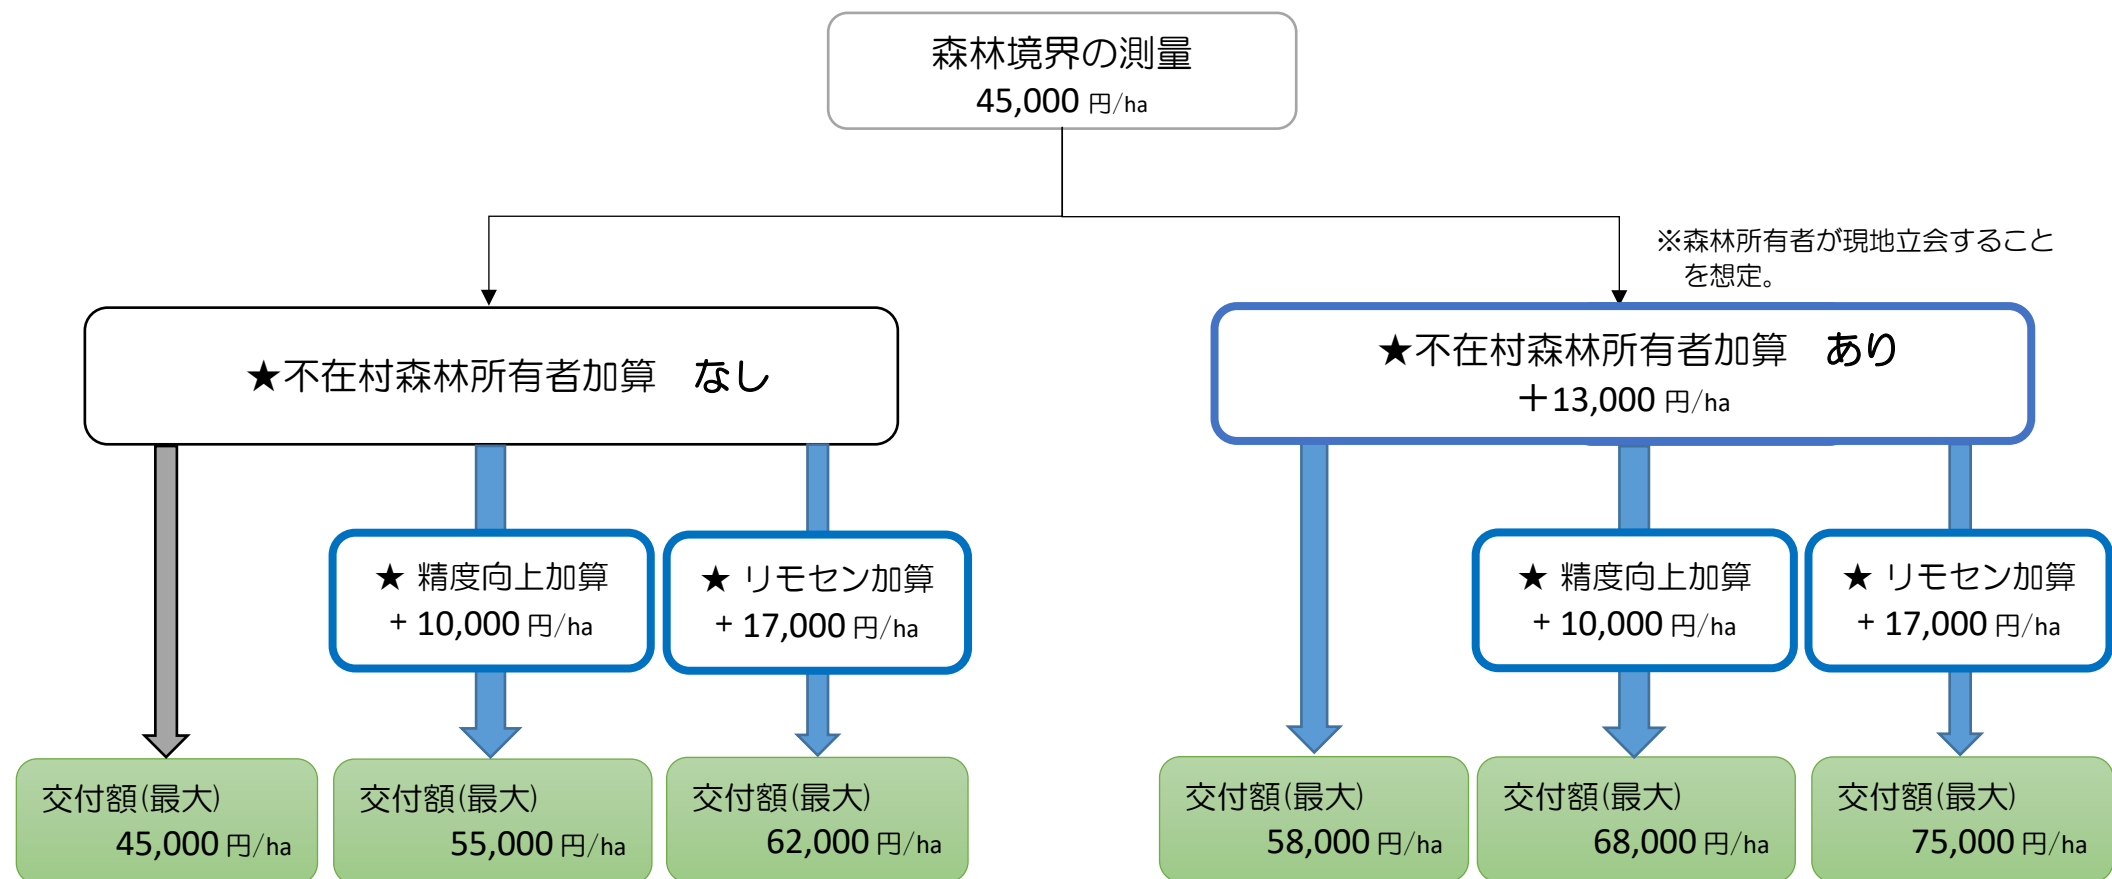 森林境界の測量
45,000 円/ha
※森林所有者が現地立会すること
を想定。
★不在村森林所有者加算　なし
★不在村森林所有者加算　あり
＋13,000 円/ha
★ 精度向上加算
+ 10,000 円/ha
★ リモセン加算
+ 17,000 円/ha
★ 精度向上加算
+ 10,000 円/ha
★ リモセン加算
+ 17,000 円/ha
交付額(最大)
45,000 円/ha
交付額(最大)
55,000 円/ha
交付額(最大)
62,000 円/ha
交付額(最大)
58,000 円/ha
交付額(最大)
68,000 円/ha
交付額(最大)
75,000 円/ha